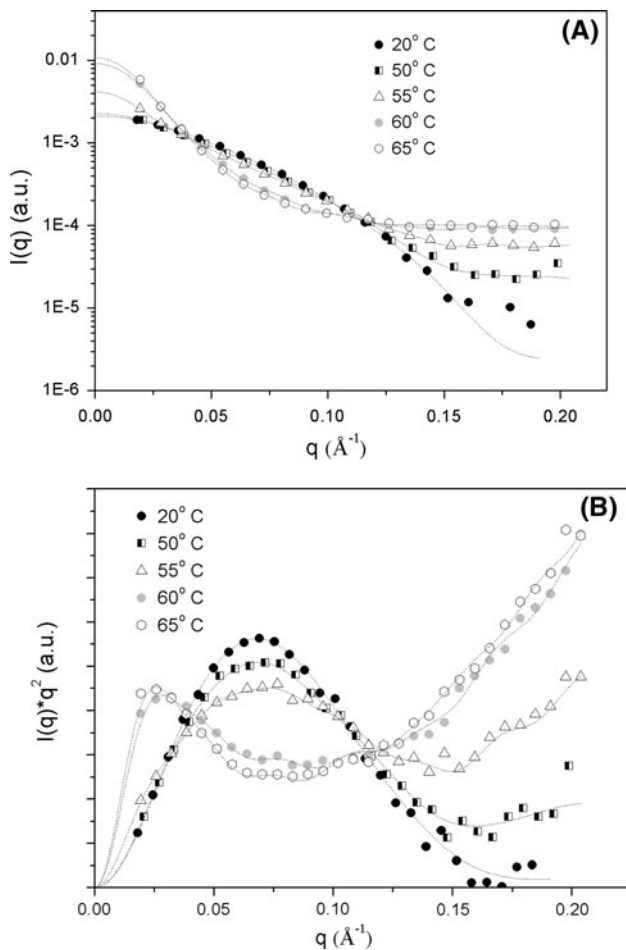 (A)
20° C
50° C
55° C
60° C
65° C
0.01
1E-3
1E-4
1E-5
1E-6
I(q) (a.u.)
0.00 0.05 0.10 0.15 0.20
q (Å⁻¹)
(B)
20° C
50° C
55° C
60° C
65° C
I(q)*q² (a.u.)
0.00 0.05 0.10 0.15 0.20
q (Å⁻¹)